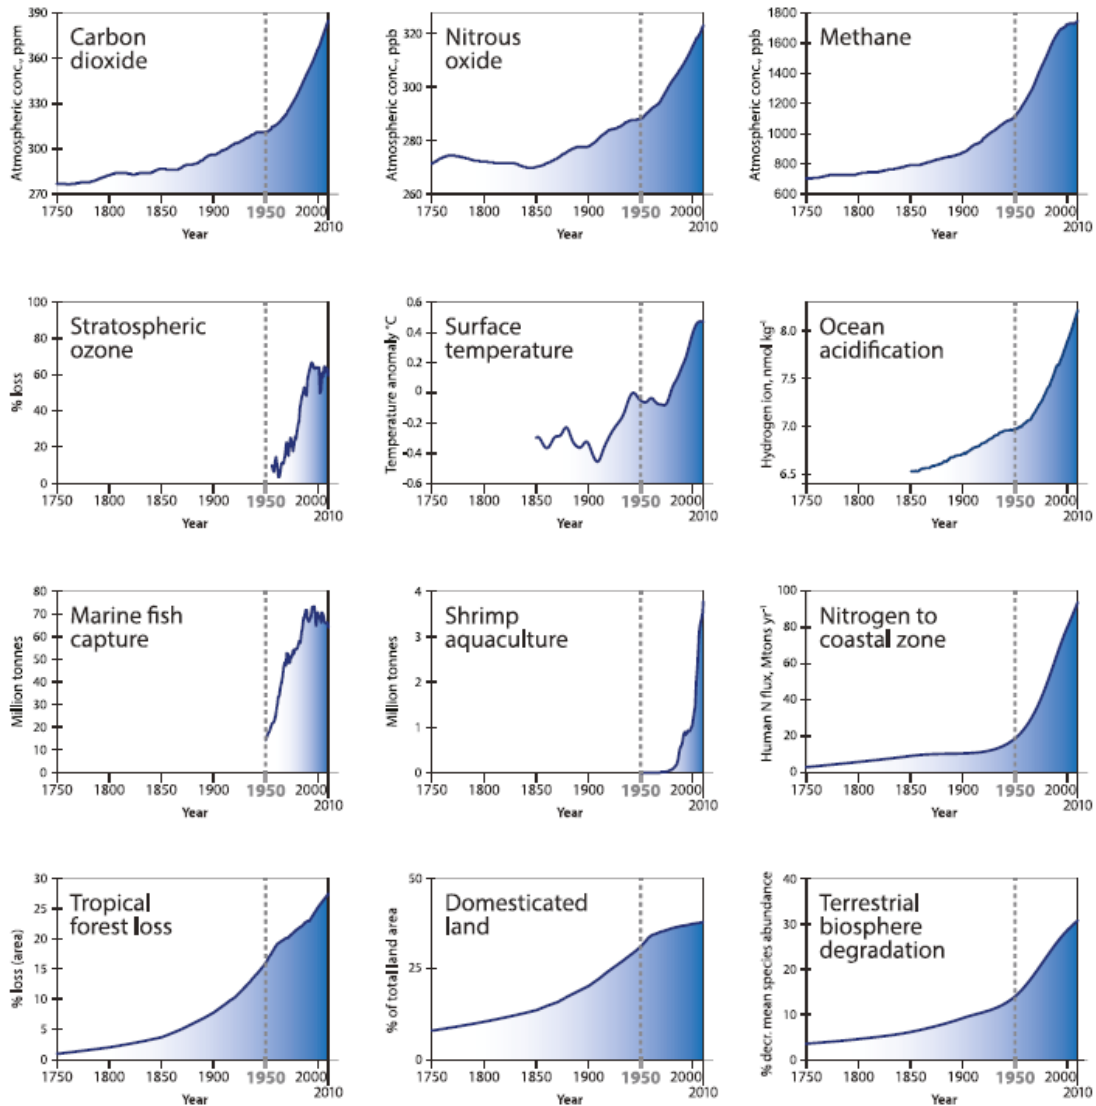 Carbon
dioxide
Atmospheric conc., ppm
390
360
330
300
270
1750 1800 1850 1900 1950 2000
2010
Year
Nitrous
oxide
Atmospheric conc., ppb
320
300
280
260
1750 1800 1850 1900 1950 2000
2010
Year
Methane
Atmospheric conc., ppb
1800
1600
1400
1200
1000
800
600
1750 1800 1850 1900 1950 2000
2010
Year
Stratospheric
ozone
% loss
100
80
60
40
20
0
1750 1800 1850 1900 1950 2000
2010
Year
Surface
temperature
Temperature anomaly °C
0.6
0.4
0.2
0
-0.2
-0.4
-0.6
1750 1800 1850 1900 1950 2000
2010
Year
Ocean
acidification
Hydrogen ion, nmol kg⁻¹
8.0
7.5
7.0
6.5
1750 1800 1850 1900 1950 2000
2010
Year
Marine fish
capture
Million tonnes
80
70
60
50
40
30
20
10
0
1750 1800 1850 1900 1950 2000
2010
Year
Shrimp
aquaculture
Million tonnes
4
3
2
1
0
1750 1800 1850 1900 1950 2000
2010
Year
Nitrogen to
coastal zone
Human N flux, Mtons yr⁻¹
100
80
60
40
20
0
1750 1800 1850 1900 1950 2000
2010
Year
Tropical
forest loss
% loss (area)
30
25
20
15
10
5
0
1750 1800 1850 1900 1950 2000
2010
Year
Domesticated
land
% of total land area
50
25
0
1750 1800 1850 1900 1950 2000
2010
Year
Terrestrial
biosphere
degradation
% decr. mean species abundance
40
30
20
10
0
1750 1800 1850 1900 1950 2000
2010
Year